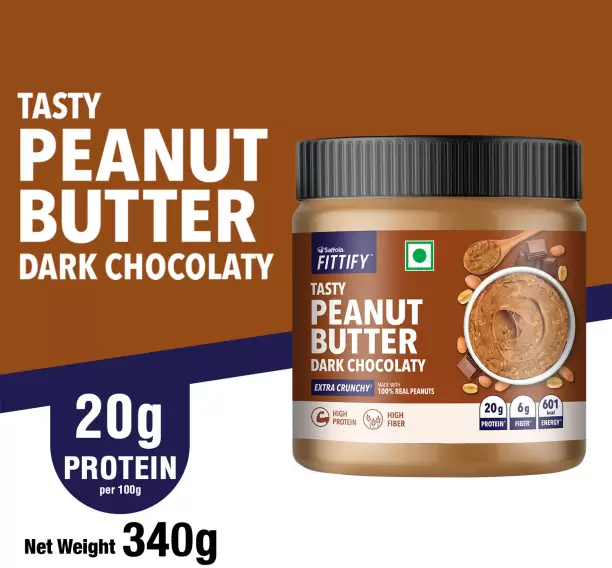 TASTY
PEANUT
BUTTER
DARK CHOCOLATY
Saffola
FITTIFY™
TASTY
PEANUT
BUTTER
DARK CHOCOLATY
EXTRA CRUNCHY*
MADE WITH
100% REAL PEANUTS
HIGH
PROTEIN
HIGH
FIBER
20g
PROTEIN*
6g
FIBER*
601
kcal
ENERGY*
20g
PROTEIN
per 100g
Net Weight 340g